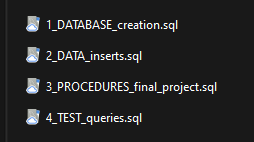 1_DATABASE_creation.sql
2_DATA_inserts.sql
3_PROCEDURES_final_project.sql
4_TEST_queries.sql